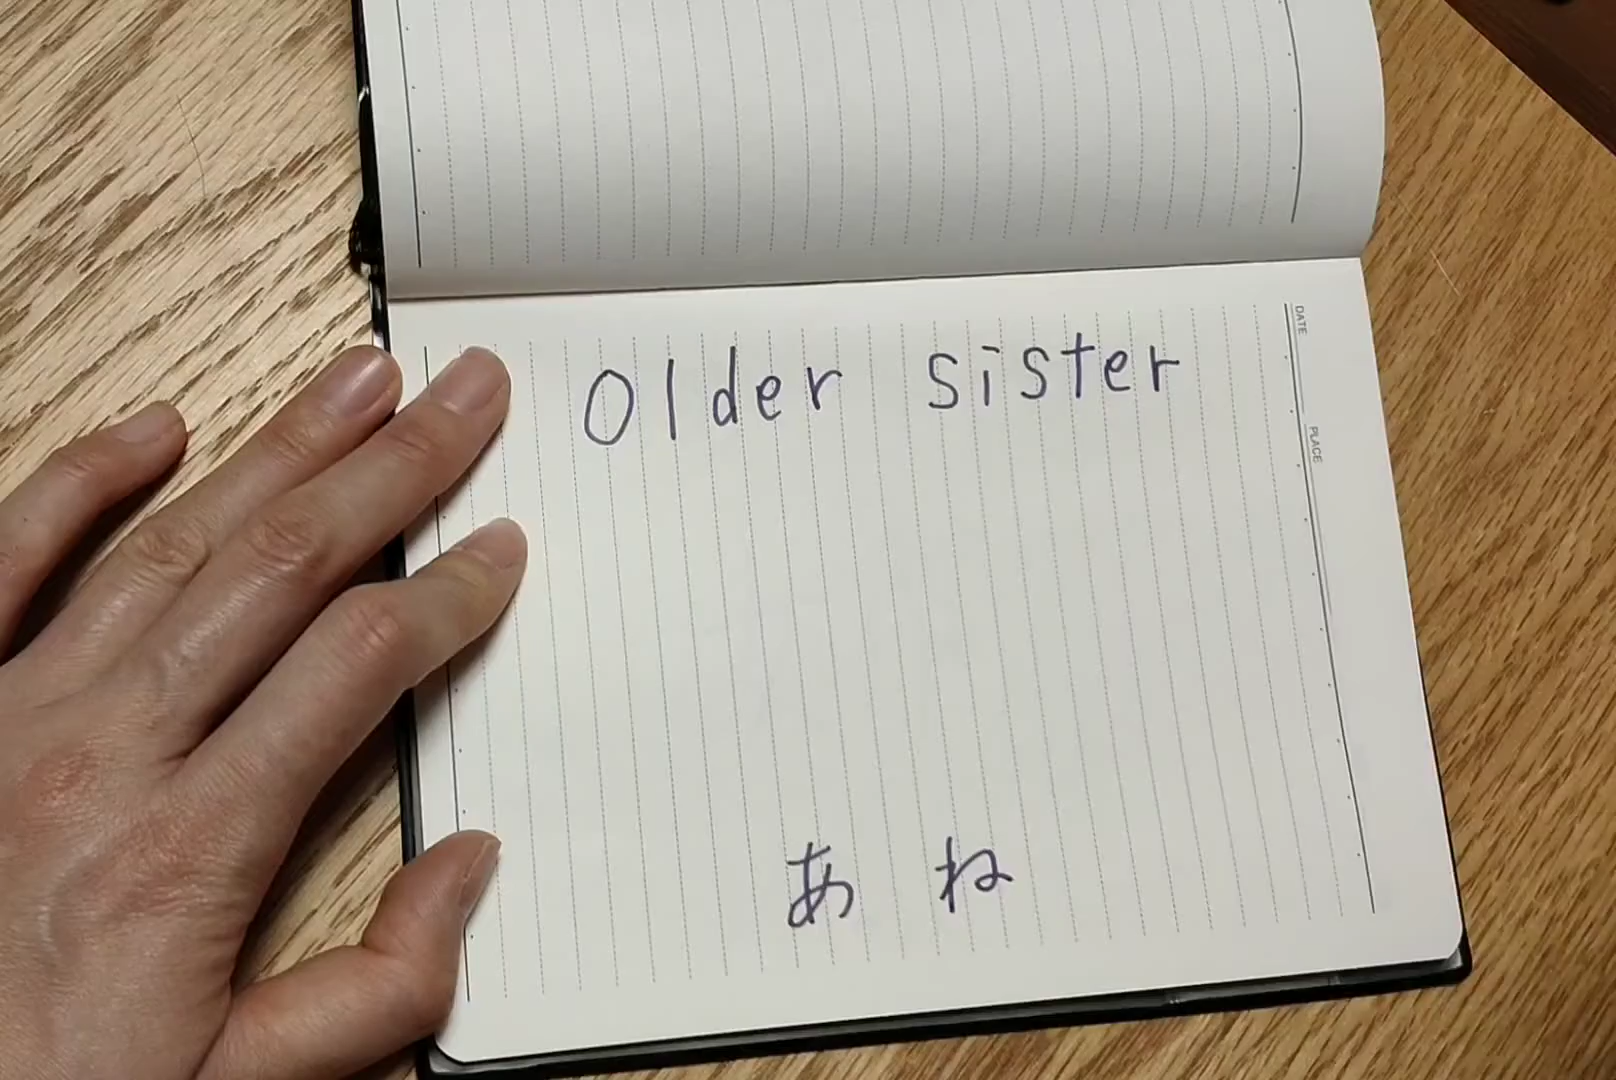 Older sister
DATE
PLACE
あね